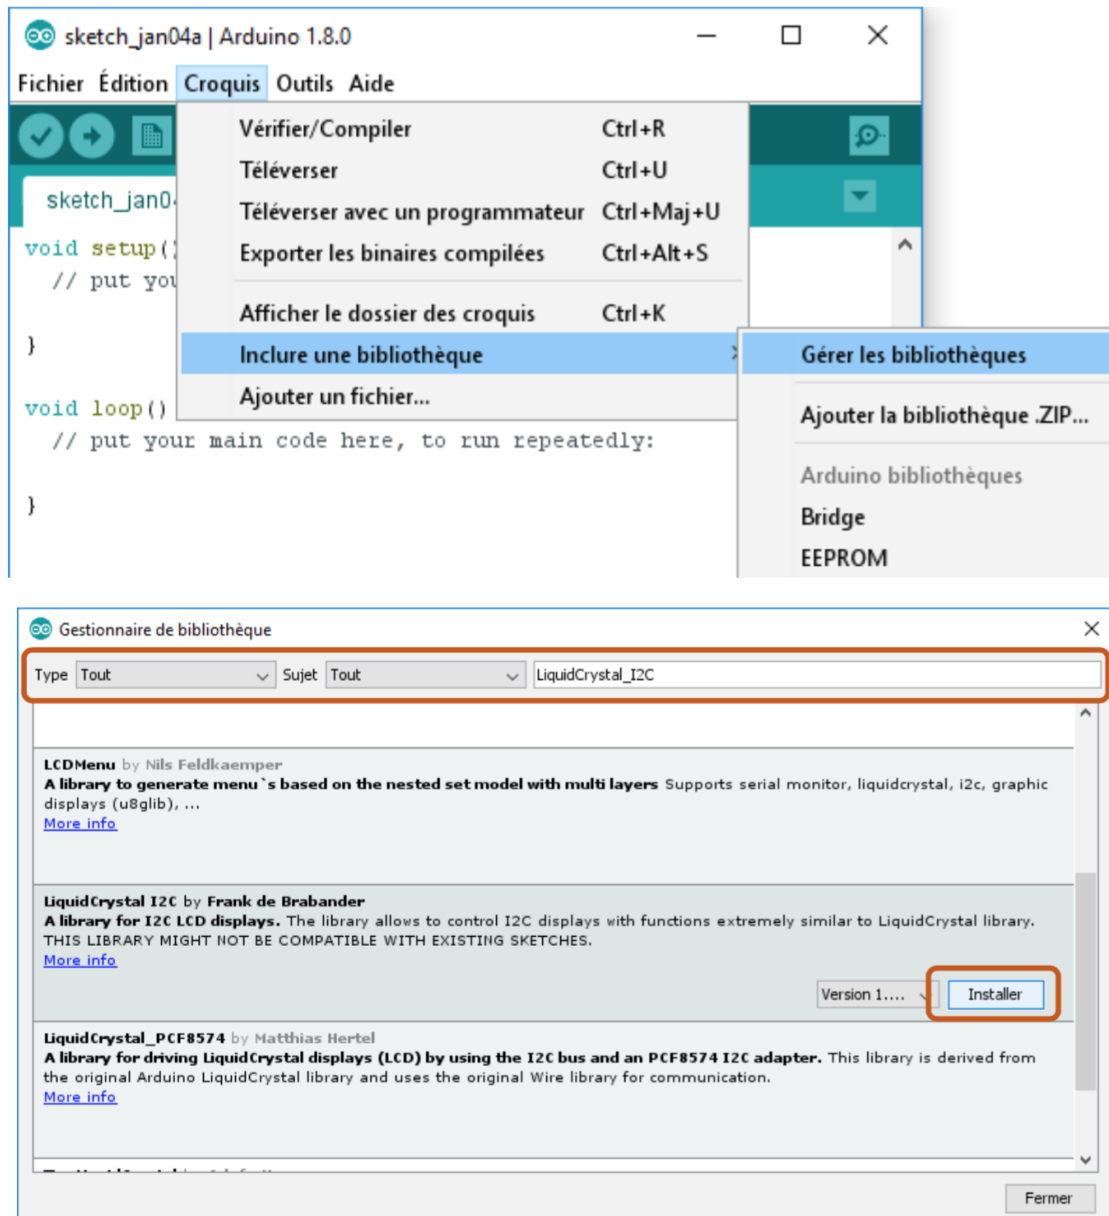 sketch_jan04a | Arduino 1.8.0
Fichier Édition Croquis Outils Aide
Vérifier/Compiler Ctrl+R
Téléverser Ctrl+U
sketch_jan0
Téléverser avec un programmateur Ctrl+Maj+U
void setup()
Exporter les binaires compilées Ctrl+Alt+S
// put you
Afficher le dossier des croquis Ctrl+K
}
Inclure une bibliothèque
Gérer les bibliothèques
Ajouter un fichier...
void loop()
Ajouter la bibliothèque .ZIP...
// put your main code here, to run repeatedly:
Arduino bibliothèques
}
Bridge
EEPROM
Gestionnaire de bibliothèque
Type Tout Sujet Tout LiquidCrystal_I2C
LCDMenu by Nils Feldkaemper
A library to generate menu`s based on the nested set model with multi layers Supports serial monitor, liquidcrystal, i2c, graphic
displays (u8glib), ...
More info
LiquidCrystal I2C by Frank de Brabander
A library for I2C LCD displays. The library allows to control I2C displays with functions extremely similar to LiquidCrystal library.
THIS LIBRARY MIGHT NOT BE COMPATIBLE WITH EXISTING SKETCHES.
More info
Version 1.... Installer
LiquidCrystal_PCF8574 by Matthias Hertel
A library for driving LiquidCrystal displays (LCD) by using the I2C bus and an PCF8574 I2C adapter. This library is derived from
the original Arduino LiquidCrystal library and uses the original Wire library for communication.
More info
Fermer